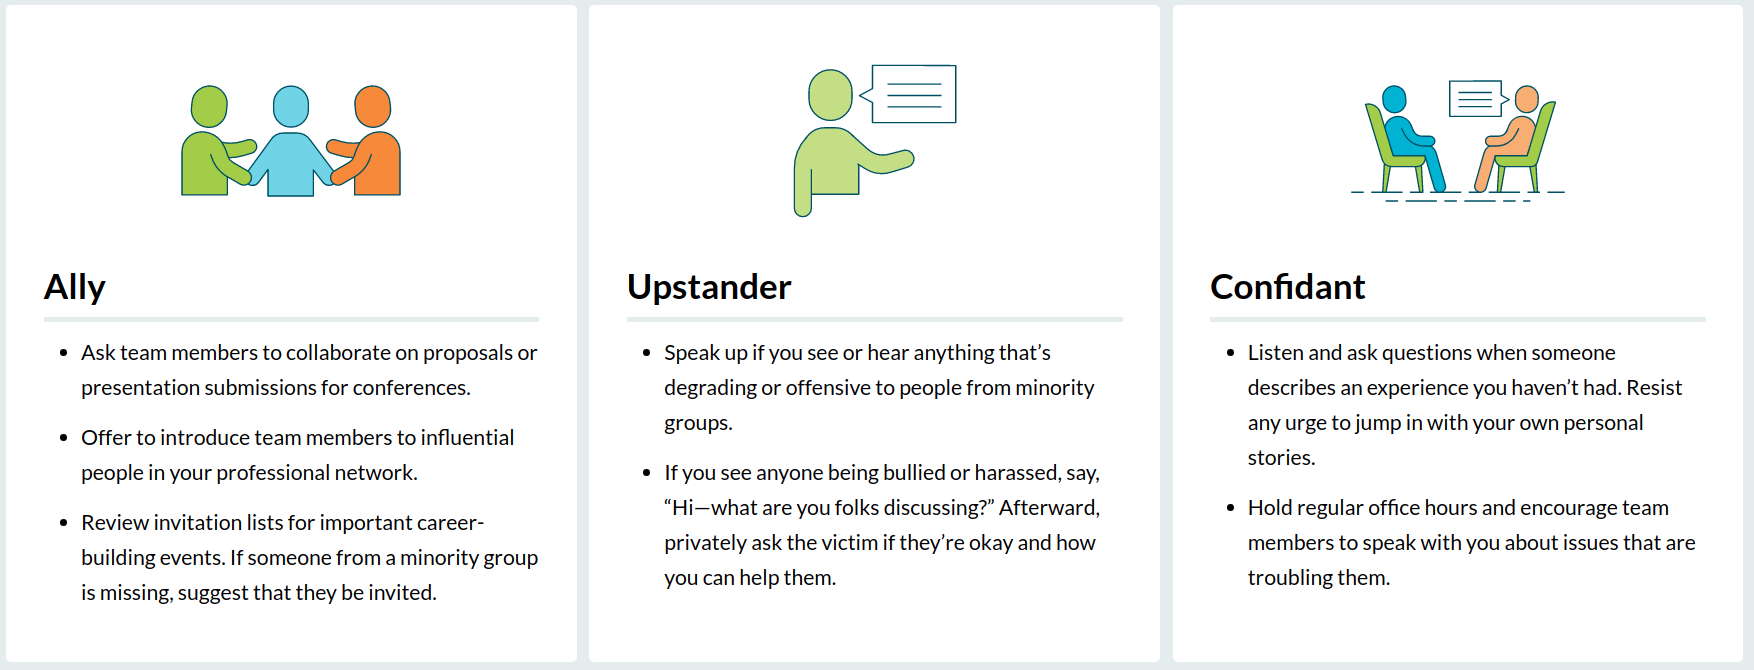 Ally
• Ask team members to collaborate on proposals or
presentation submissions for conferences.
• Offer to introduce team members to influential
people in your professional network.
• Review invitation lists for important career-
building events. If someone from a minority group
is missing, suggest that they be invited.
Upstander
• Speak up if you see or hear anything that’s
degrading or offensive to people from minority
groups.
• If you see anyone being bullied or harassed, say,
“Hi—what are you folks discussing?” Afterward,
privately ask the victim if they’re okay and how
you can help them.
Confidant
• Listen and ask questions when someone
describes an experience you haven’t had. Resist
any urge to jump in with your own personal
stories.
• Hold regular office hours and encourage team
members to speak with you about issues that are
troubling them.